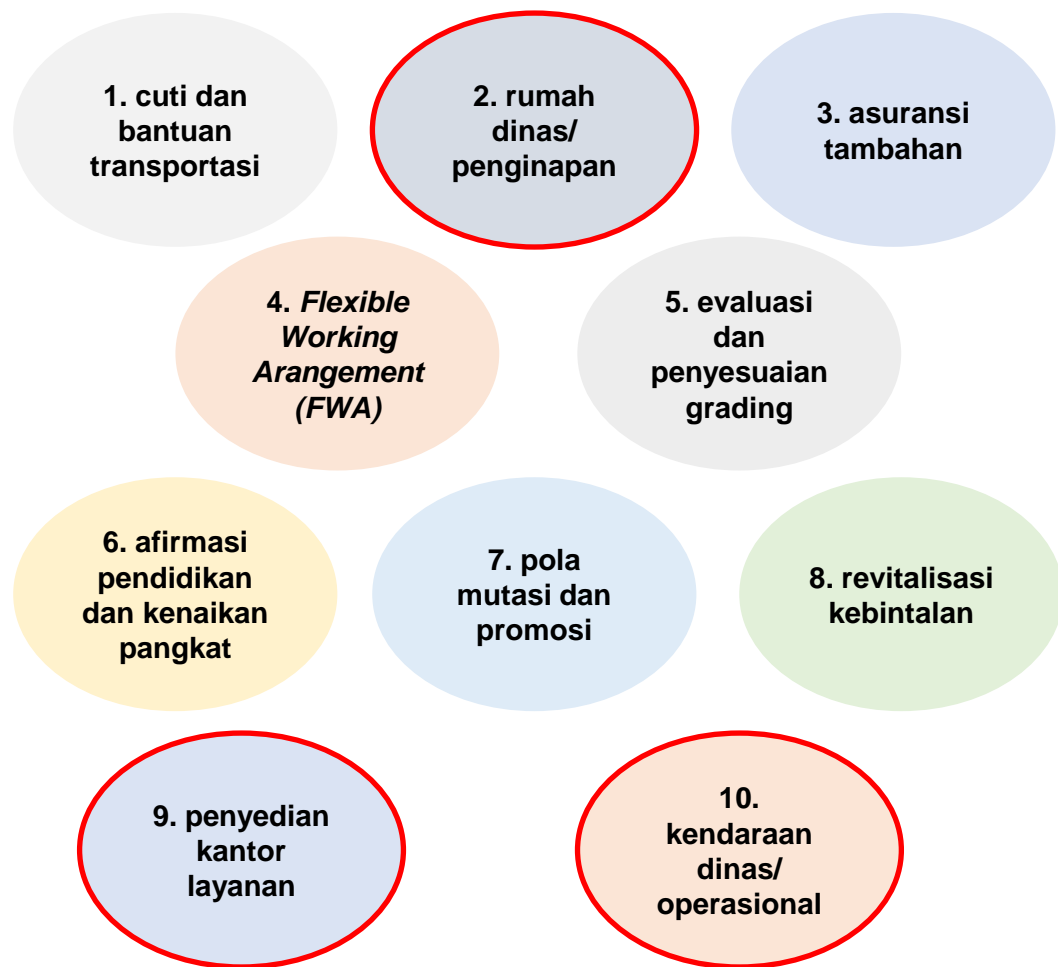 1. cuti dan
bantuan
transportasi
2. rumah
dinas/
penginapan
3. asuransi
tambahan
4. Flexible
Working
Arangement
(FWA)
5. evaluasi
dan
penyesuaian
grading
6. afirmasi
pendidikan
dan kenaikan
pangkat
7. pola
mutasi dan
promosi
8. revitalisasi
kebintalan
9. penyedian
kantor
layanan
10.
kendaraan
dinas/
operasional